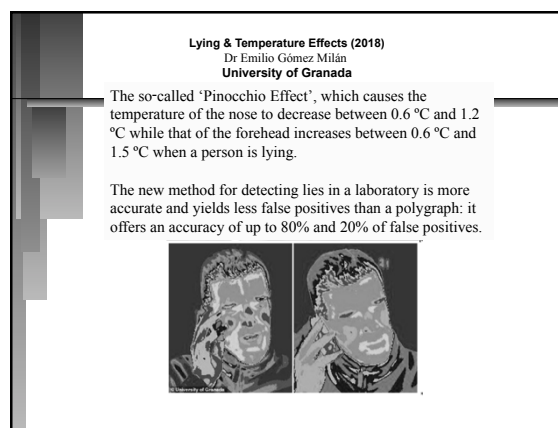 Lying & Temperature Effects (2018)
Dr Emilio Gómez Milán
University of Granada
The so-called ‘Pinocchio Effect’, which causes the
temperature of the nose to decrease between 0.6 ºC and 1.2
ºC while that of the forehead increases between 0.6 ºC and
1.5 ºC when a person is lying.
The new method for detecting lies in a laboratory is more
accurate and yields less false positives than a polygraph: it
offers an accuracy of up to 80% and 20% of false positives.
© University of Granada